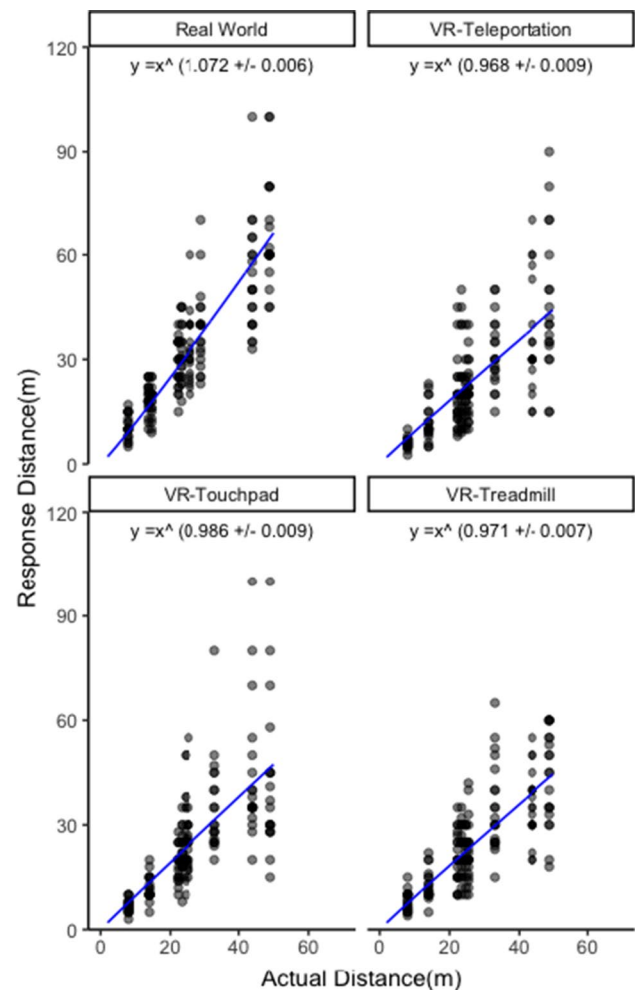 Real World
y =x^ (1.072 +/- 0.006)
VR-Teleportation
y =x^ (0.968 +/- 0.009)
120
90
60
30
0
VR-Touchpad
y =x^ (0.986 +/- 0.009)
VR-Treadmill
y =x^ (0.971 +/- 0.007)
120
90
60
30
0
Response Distance(m)
0 20 40 60 0 20 40 60
Actual Distance(m)